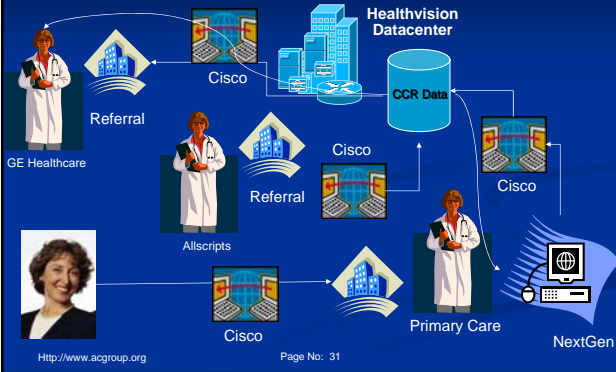 Healthvision
Datacenter
Cisco
CCR Data
Referral
GE Healthcare
Cisco
Cisco
Referral
Allscripts
Primary Care
Cisco
NextGen
Http://www.acgroup.org
Page No: 31